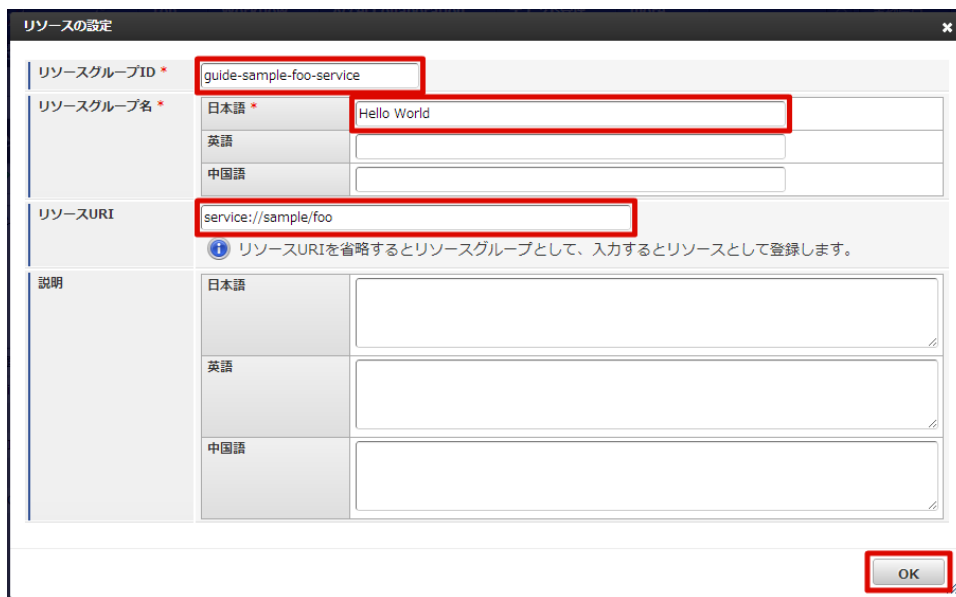 リソースの設定
リソースグループID *
guide-sample-foo-service
リソースグループ名 *
日本語 *
Hello World
英語
中国語
リソースURI
service://sample/foo
リソースURIを省略するとリソースグループとして、入力するとリソースとして登録します。
説明
日本語
英語
中国語
OK